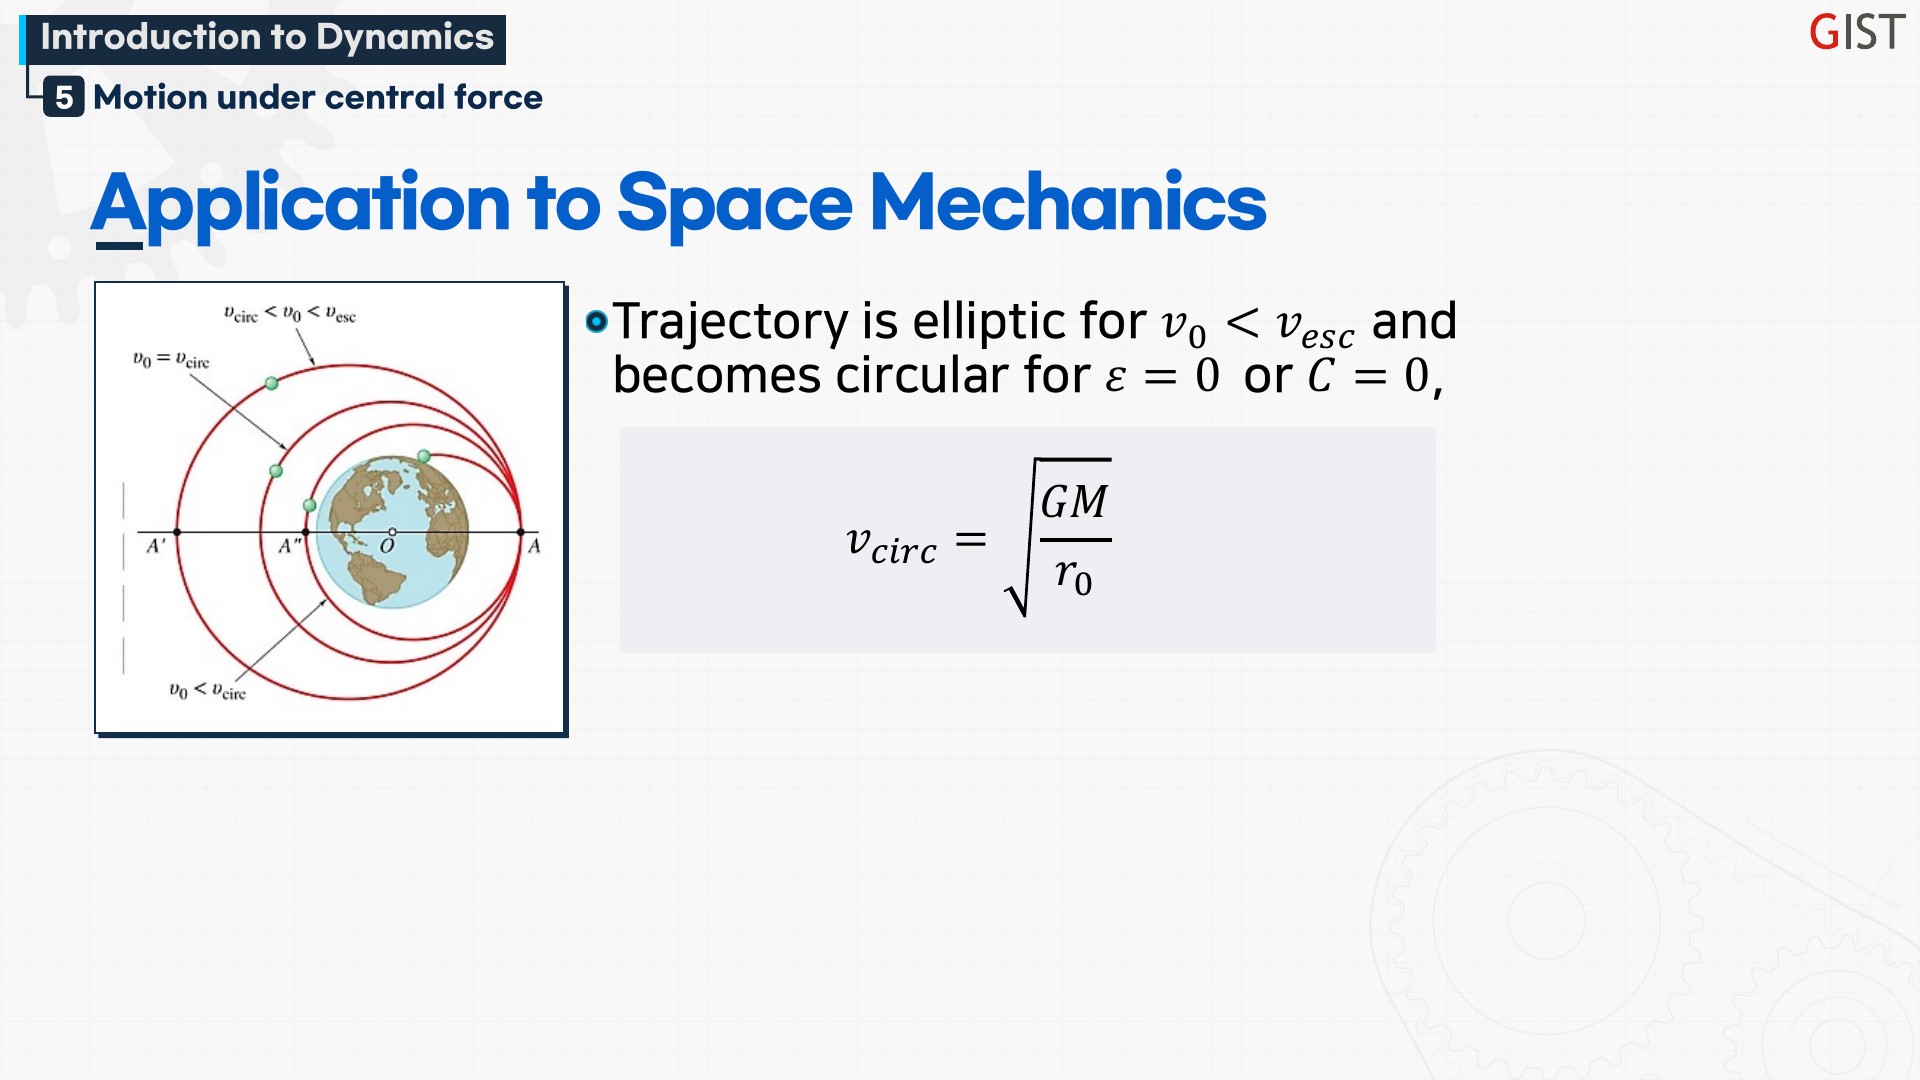 Introduction to Dynamics
GIST
5 Motion under central force
Application to Space Mechanics
v_circ < v_0 < v_esc
v_0 = v_circ
A' A" O A
v_0 < v_circ
Trajectory is elliptic for v_0 < v_esc and
becomes circular for ε = 0 or C = 0,
v_circ = √(GM/r_0)